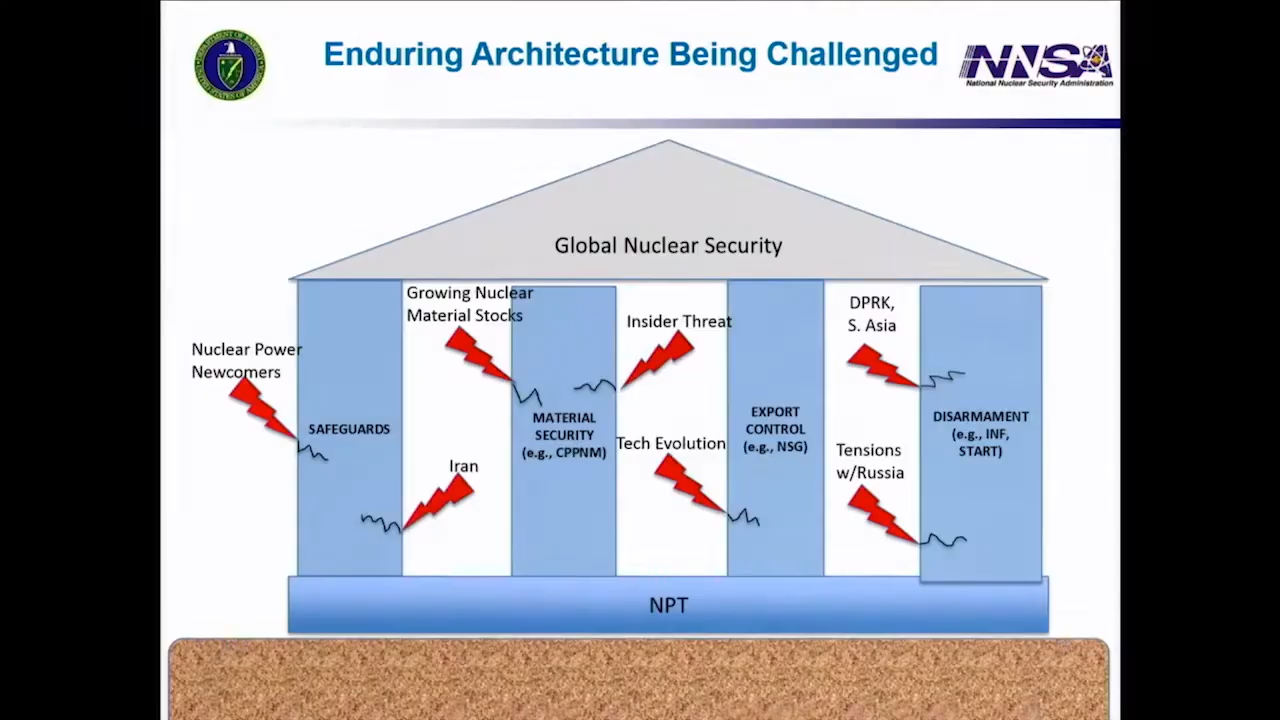 Enduring Architecture Being Challenged
NNSA
National Nuclear Security Administration
Global Nuclear Security
Nuclear Power
Newcomers
SAFEGUARDS
Iran
Growing Nuclear
Material Stocks
MATERIAL
SECURITY
(e.g., CPPNM)
Insider Threat
Tech Evolution
EXPORT
CONTROL
(e.g., NSG)
DPRK,
S. Asia
Tensions
w/Russia
DISARMAMENT
(e.g., INF,
START)
NPT